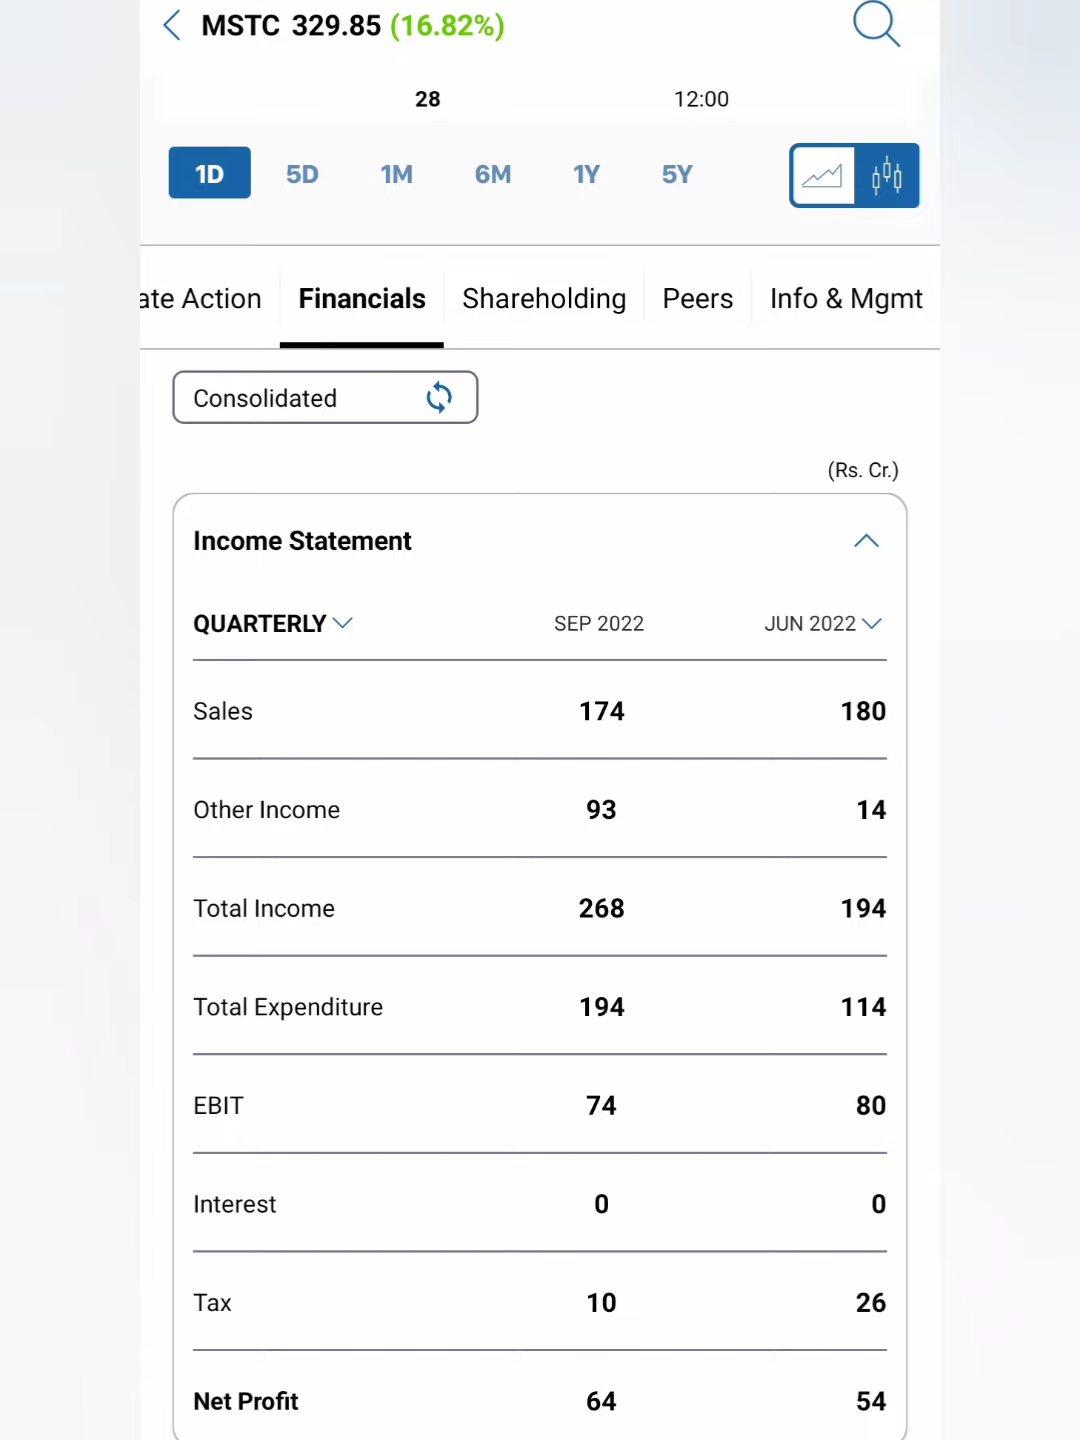 MSTC 329.85 (16.82%)
28 12:00
1D 5D 1M 6M 1Y 5Y
ate Action Financials Shareholding Peers Info & Mgmt
Consolidated
(Rs. Cr.)
Income Statement
QUARTERLY SEP 2022 JUN 2022
Sales 174 180
Other Income 93 14
Total Income 268 194
Total Expenditure 194 114
EBIT 74 80
Interest 0 0
Tax 10 26
Net Profit 64 54